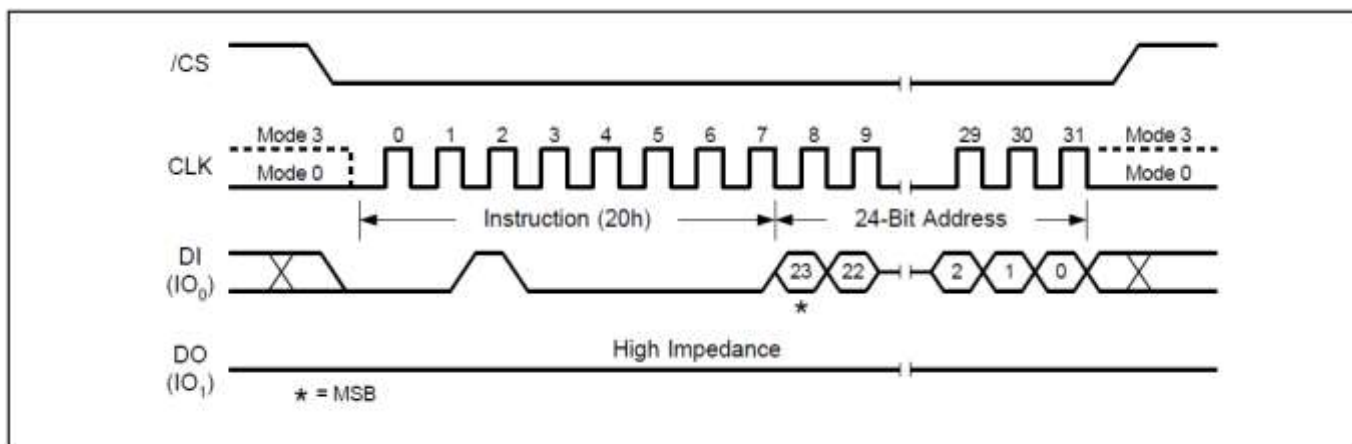 /CS
Mode 3 0 1 2 3 4 5 6 7 8 9 29 30 31 Mode 3
CLK Mode 0 Mode 0
Instruction (20h) 24-Bit Address
DI
(IO₀) 23 22 2 1 0
*
DO High Impedance
(IO₁)
* = MSB